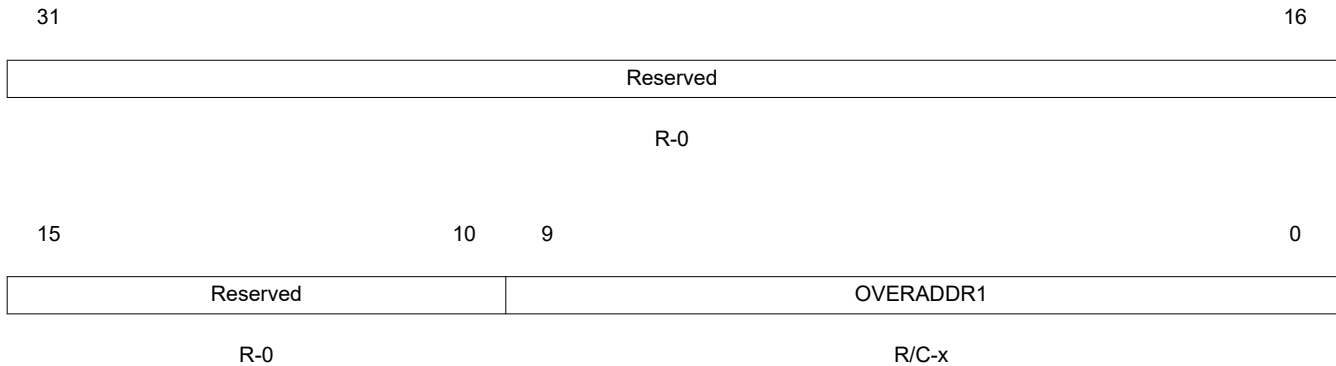 31 16
Reserved
R-0
15 10 9 0
Reserved OVERADDR1
R-0 R/C-x